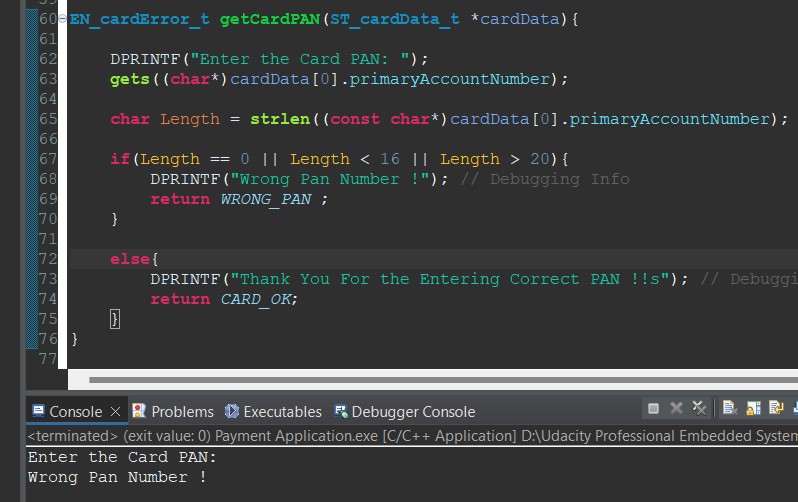 60 EN_cardError_t getCardPAN(ST_cardData_t *cardData){
61
62 DPRINTF("Enter the Card PAN: ");
63 gets((char*)cardData[0].primaryAccountNumber);
64
65 char Length = strlen((const char*)cardData[0].primaryAccountNumber);
66
67 if(Length == 0 || Length < 16 || Length > 20){
68 DPRINTF("Wrong Pan Number !"); // Debugging Info
69 return WRONG_PAN ;
70 }
71
72 else{
73 DPRINTF("Thank You For the Entering Correct PAN !!s"); // Debuggi
74 return CARD_OK;
75 }
76 }
77
Console Problems Executables Debugger Console
<terminated> (exit value: 0) Payment Application.exe [C/C++ Application] D:\Udacity Professional Embedded System
Enter the Card PAN:
Wrong Pan Number !